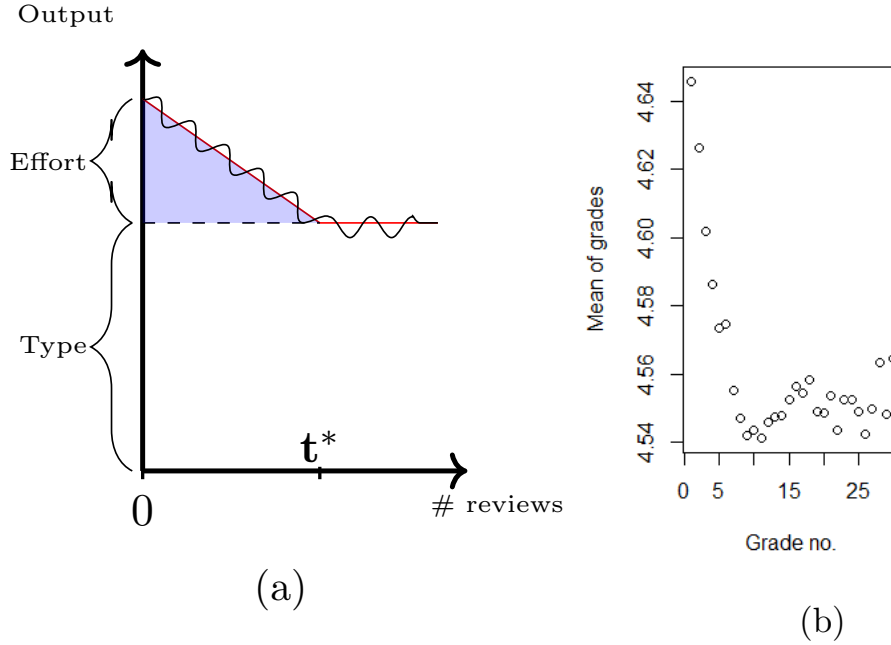 Output
Effort
Type
t*
0
# reviews
(a)
Mean of grades
4.64
4.62
4.60
4.58
4.56
4.54
0 5 15 25
Grade no.
(b)